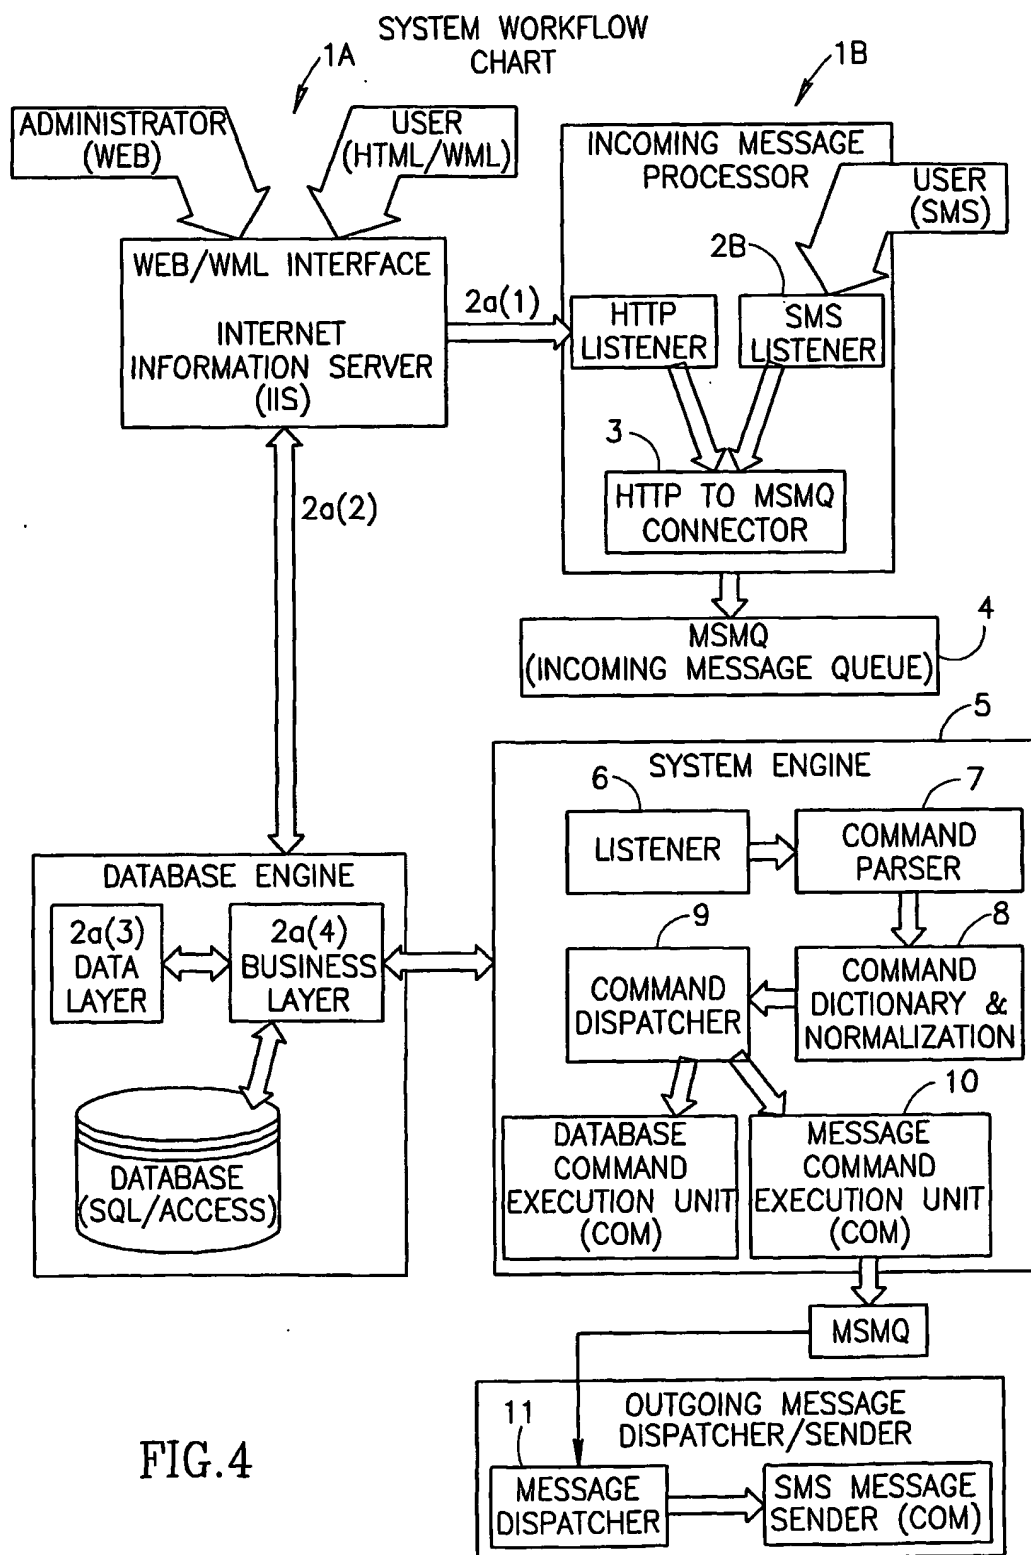 SYSTEM WORKFLOW
CHART
1A
1B
ADMINISTRATOR
(WEB)
USER
(HTML/WML)
INCOMING MESSAGE
PROCESSOR
USER
(SMS)
WEB/WML INTERFACE
INTERNET
INFORMATION SERVER
(IIS)
2a(1)
2B
HTTP
LISTENER
SMS
LISTENER
3
HTTP TO MSMQ
CONNECTOR
2a(2)
4
MSMQ
(INCOMING MESSAGE QUEUE)
5
SYSTEM ENGINE
6
LISTENER
7
COMMAND
PARSER
DATABASE ENGINE
2a(3)
DATA
LAYER
2a(4)
BUSINESS
LAYER
9
COMMAND
DISPATCHER
8
COMMAND
DICTIONARY &
NORMALIZATION
DATABASE
(SQL/ACCESS)
DATABASE
COMMAND
EXECUTION UNIT
(COM)
10
MESSAGE
COMMAND
EXECUTION UNIT
(COM)
MSMQ
OUTGOING MESSAGE
DISPATCHER/SENDER
11
MESSAGE
DISPATCHER
SMS MESSAGE
SENDER (COM)
FIG.4